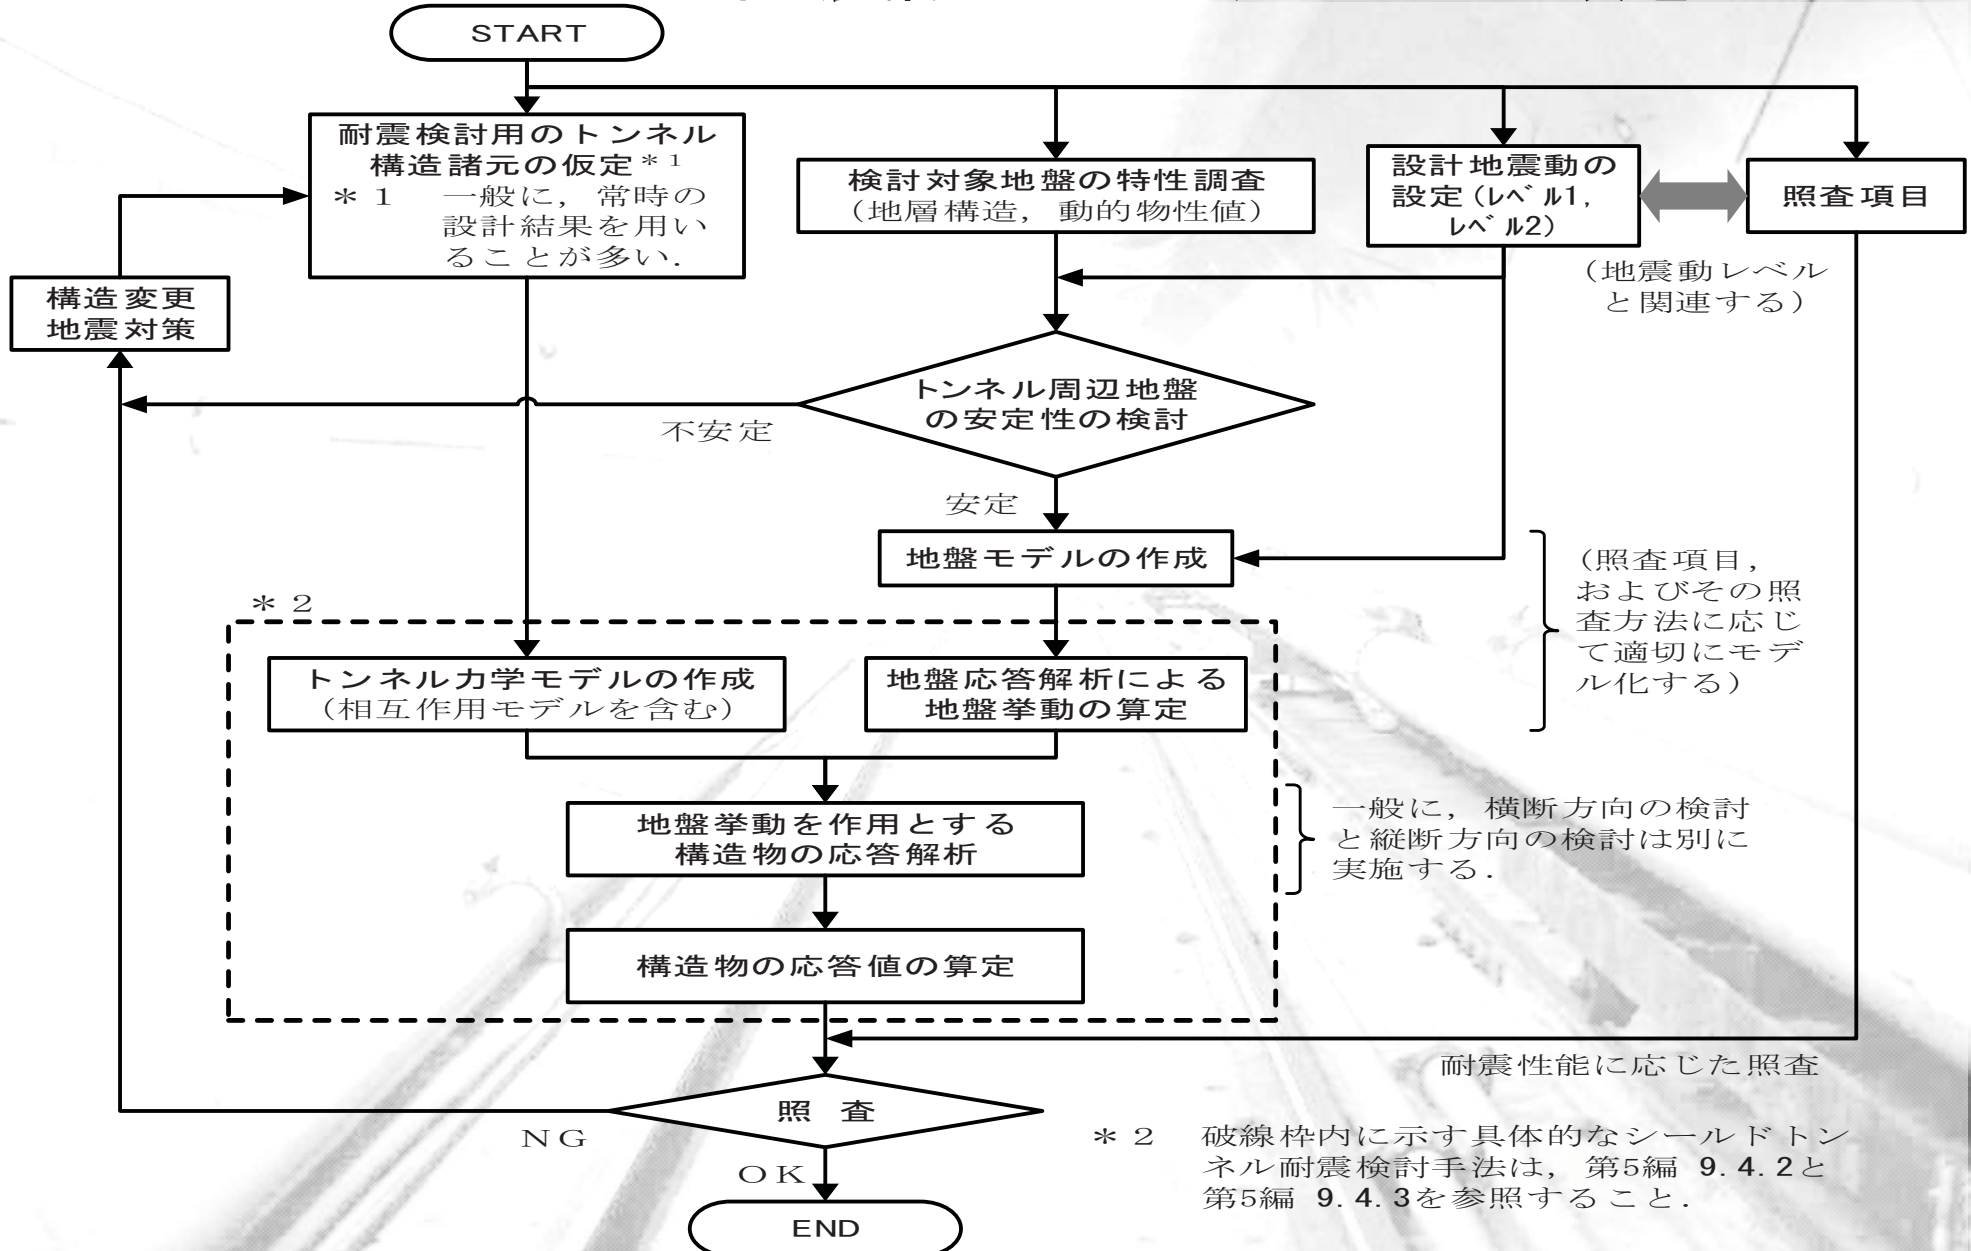 START
耐震検討用のトンネル
構造諸元の仮定*1
*1 一般に，常時の
設計結果を用い
ることが多い．
検討対象地盤の特性調査
（地層構造，動的物性値）
設計地震動の
設定（ﾚﾍﾞﾙ1，
ﾚﾍﾞﾙ2）
照査項目
（地震動レベル
と関連する）
構造変更
地震対策
トンネル周辺地盤
の安定性の検討
不安定
安定
地盤モデルの作成
（照査項目，
およびその照
査方法に応じ
て適切にモデ
ル化する）
*2
トンネル力学モデルの作成
（相互作用モデルを含む）
地盤応答解析による
地盤挙動の算定
地盤挙動を作用とする
構造物の応答解析
一般に，横断方向の検討
と縦断方向の検討は別に
実施する．
構造物の応答値の算定
耐震性能に応じた照査
照 査
NG
OK
*2 破線枠内に示す具体的なシールドトン
ネル耐震検討手法は，第5編 9.4.2と
第5編 9.4.3を参照すること．
END